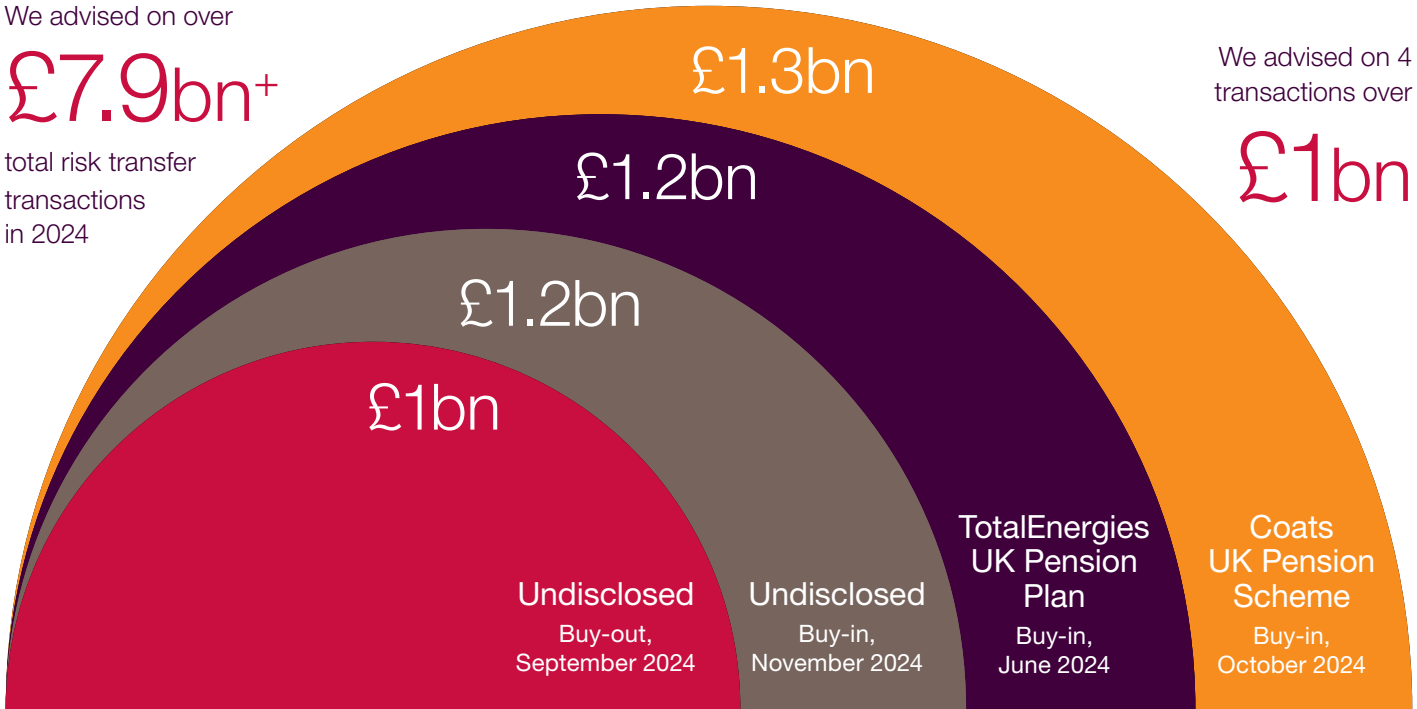 We advised on over
£7.9bn+
total risk transfer
transactions
in 2024
£1.3bn
We advised on 4
transactions over
£1bn
£1.2bn
£1.2bn
£1bn
Undisclosed
Buy-out,
September 2024
Undisclosed
Buy-in,
November 2024
TotalEnergies
UK Pension
Plan
Buy-in,
June 2024
Coats
UK Pension
Scheme
Buy-in,
October 2024